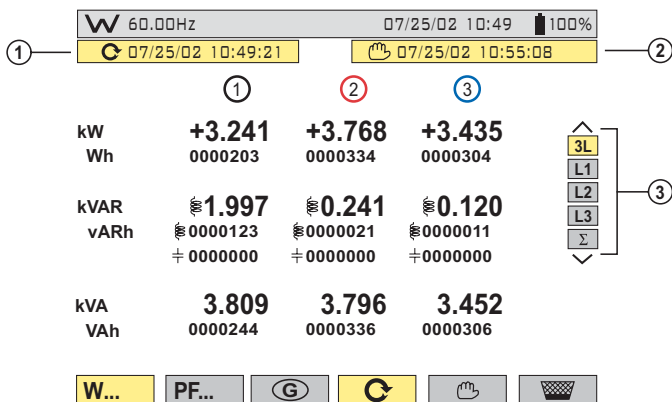 W 60.00Hz 07/25/02 10:49 100%
1 07/25/02 10:49:21 07/25/02 10:55:08 2
1 2 3
kW +3.241 +3.768 +3.435
Wh 0000203 0000334 0000304
kVAR 1.997 0.241 0.120
vARh 0000123 0000021 0000011
0000000 0000000 0000000
kVA 3.809 3.796 3.452
VAh 0000244 0000336 0000306
3L
L1
L2
L3
Σ
3
W... PF... G